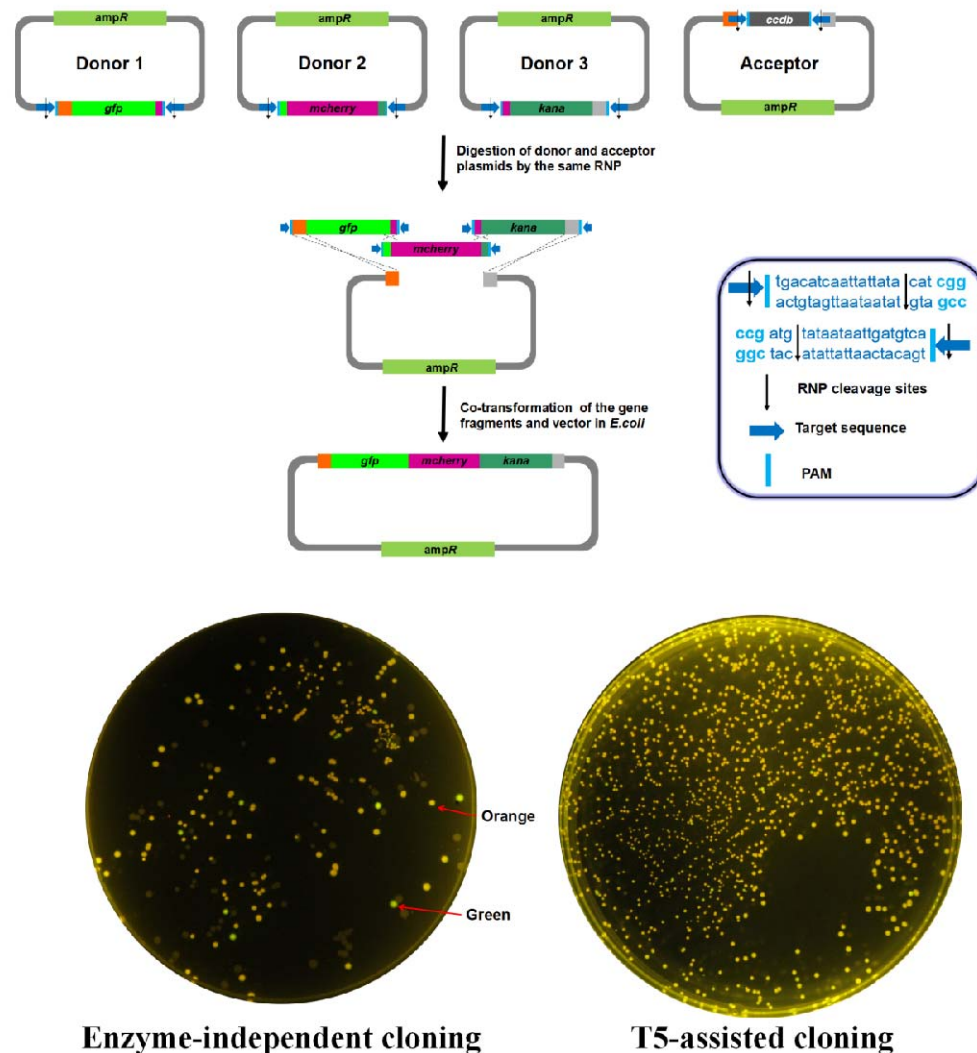 ampR
ampR
ampR
ccdb
Donor 1
Donor 2
Donor 3
Acceptor
gfp
mcherry
kana
ampR
Digestion of donor and acceptor
plasmids by the same RNP
gfp
kana
mcherry
ampR
tgacatcaattattata cat cgg
actgtagttaataatat gta gcc
ccg atg tataataattgatgtca
ggc tac atattattaactacagt
RNP cleavage sites
Target sequence
PAM
Co-transformation of the gene
fragments and vector in E.coli
gfp
mcherry
kana
ampR
Orange
Green
Enzyme-independent cloning
T5-assisted cloning